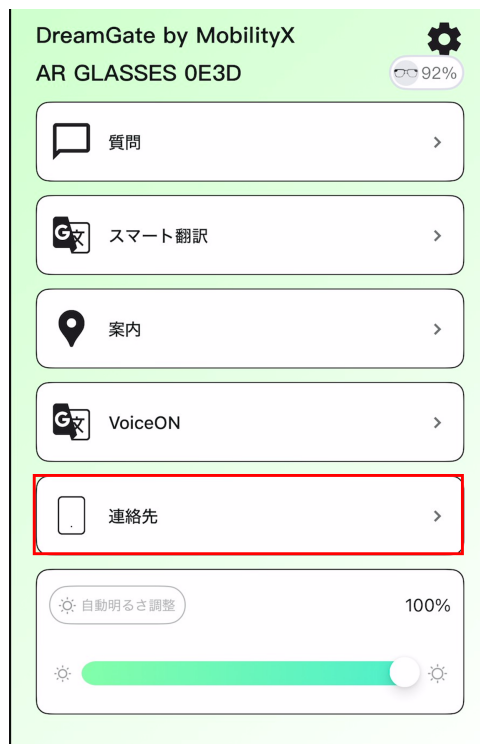 DreamGate by MobilityX
AR GLASSES 0E3D
92%
質問
スマート翻訳
案内
VoiceON
連絡先
自動明るさ調整
100%